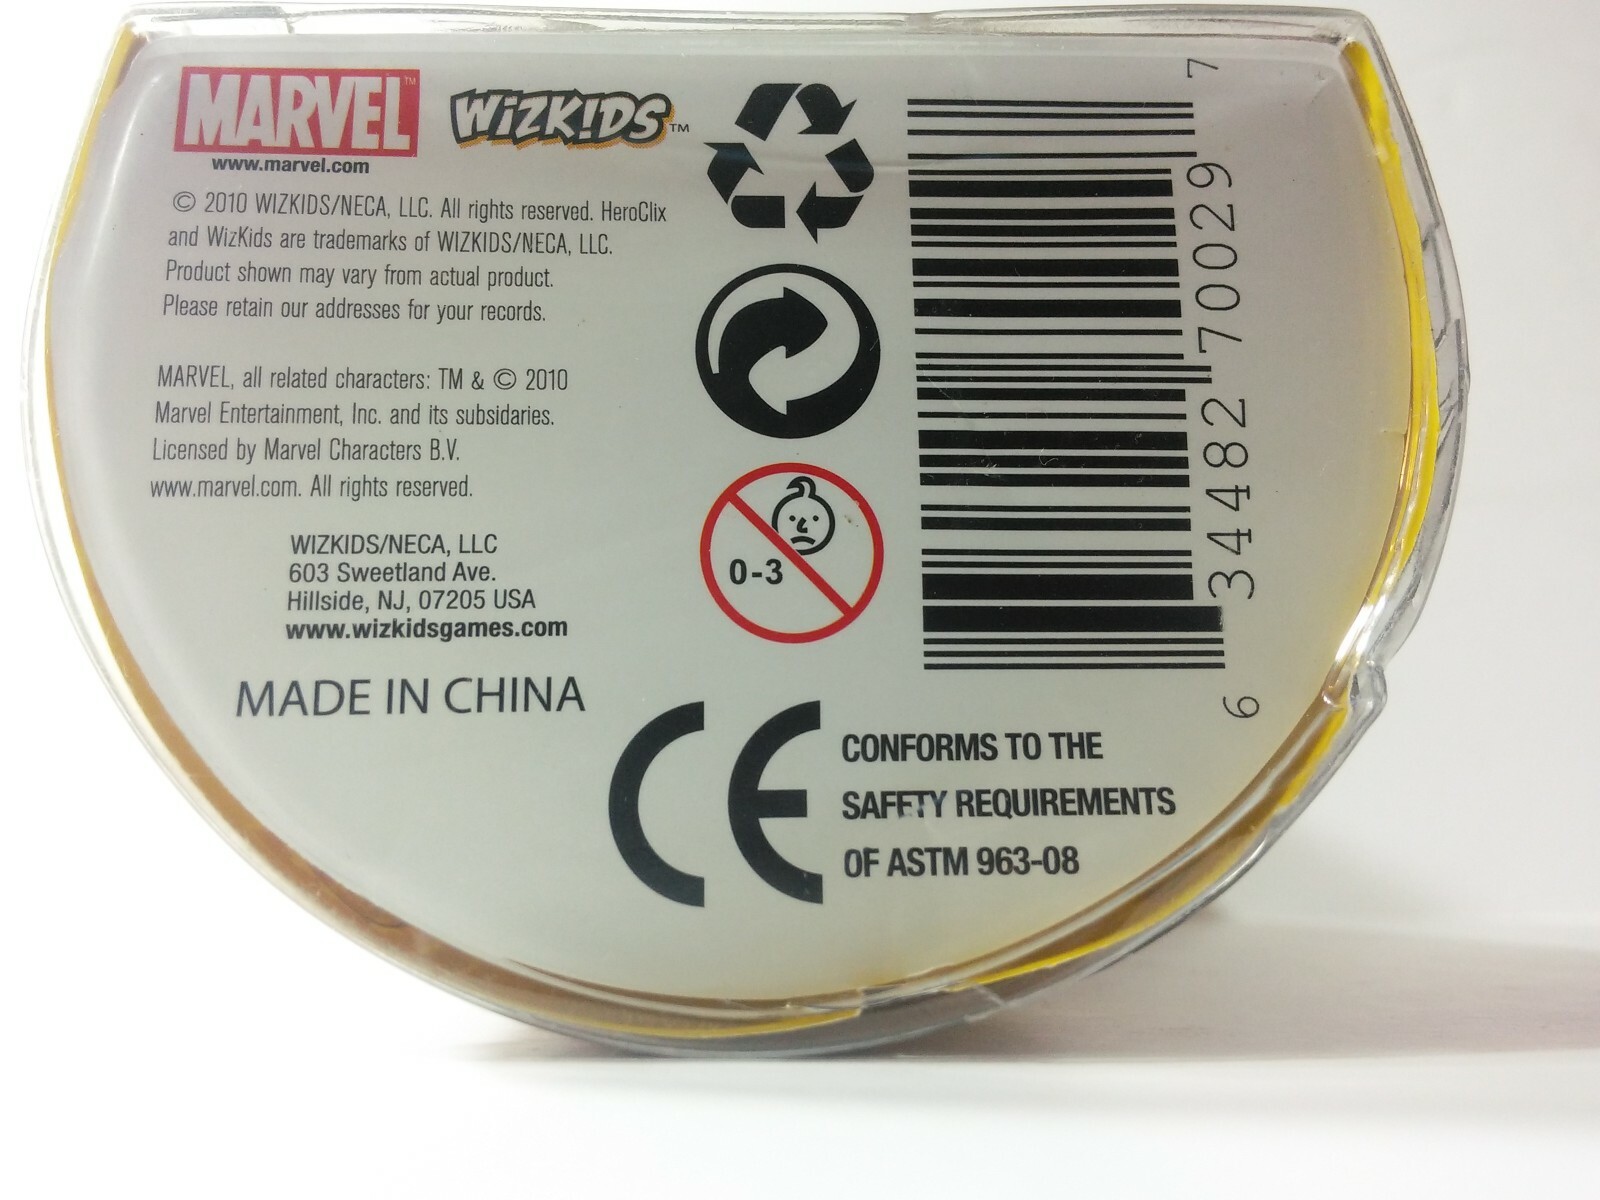 MARVEL™
www.marvel.com
WIZK!DS™
© 2010 WIZKIDS/NECA, LLC. All rights reserved. HeroClix
and WizKids are trademarks of WIZKIDS/NECA, LLC.
Product shown may vary from actual product.
Please retain our addresses for your records.
MARVEL, all related characters: TM & © 2010
Marvel Entertainment, Inc. and its subsidaries.
Licensed by Marvel Characters B.V.
www.marvel.com. All rights reserved.
WIZKIDS/NECA, LLC
603 Sweetland Ave.
Hillside, NJ, 07205 USA
www.wizkidsgames.com
MADE IN CHINA
0-3
6 34482 70029 7
CE
CONFORMS TO THE
SAFETY REQUIREMENTS
OF ASTM 963-08